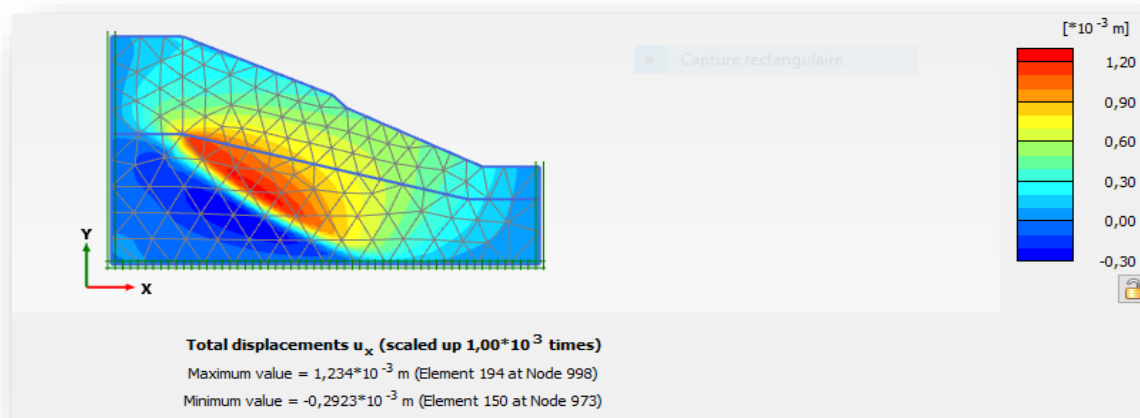 [*10 -3 m]
Capture rectangulaire
1,20
0,90
0,60
0,30
0,00
-0,30
Y
X
Total displacements ux (scaled up 1,00*10 3 times)
Maximum value = 1,234*10 -3 m (Element 194 at Node 998)
Minimum value = -0,2923*10 -3 m (Element 150 at Node 973)